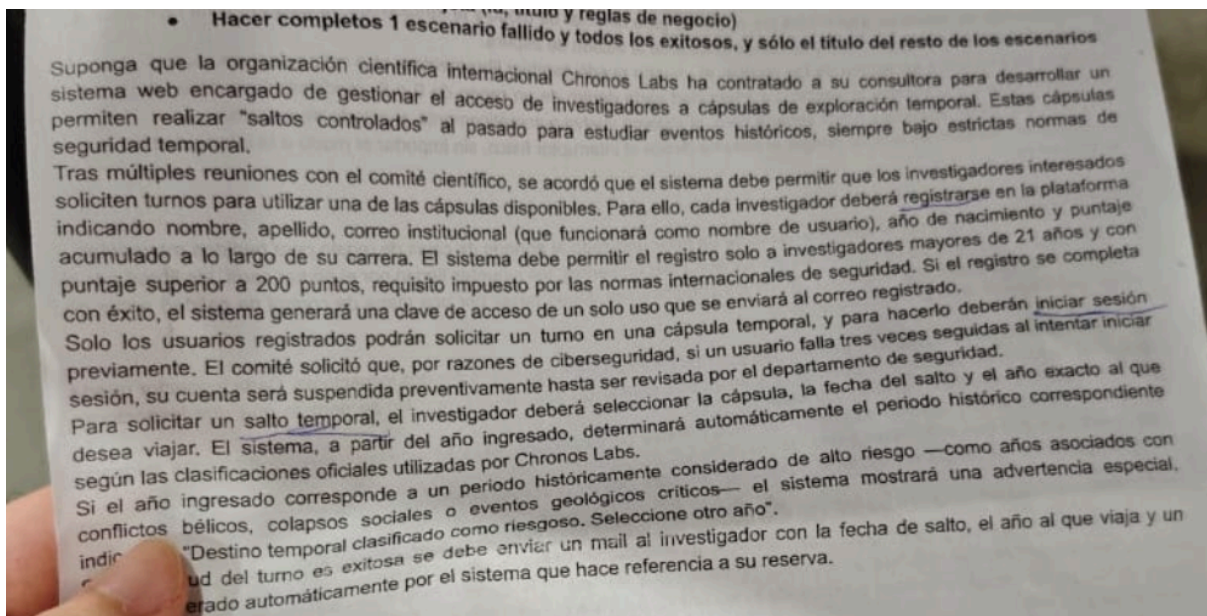 título y reglas de negocio)
• Hacer completos 1 escenario fallido y todos los exitosos, y sólo el título del resto de los escenarios
Suponga que la organización científica internacional Chronos Labs ha contratado a su consultora para desarrollar un
sistema web encargado de gestionar el acceso de investigadores a cápsulas de exploración temporal. Estas cápsulas
permiten realizar "saltos controlados" al pasado para estudiar eventos históricos, siempre bajo estrictas normas de
seguridad temporal.
Tras múltiples reuniones con el comité científico, se acordó que el sistema debe permitir que los investigadores interesados
soliciten turnos para utilizar una de las cápsulas disponibles. Para ello, cada investigador deberá registrarse en la plataforma
indicando nombre, apellido, correo institucional (que funcionará como nombre de usuario), año de nacimiento y puntaje
acumulado a lo largo de su carrera. El sistema debe permitir el registro solo a investigadores mayores de 21 años y con
puntaje superior a 200 puntos, requisito impuesto por las normas internacionales de seguridad. Si el registro se completa
con éxito, el sistema generará una clave de acceso de un solo uso que se enviará al correo registrado.
Solo los usuarios registrados podrán solicitar un turno en una cápsula temporal, y para hacerlo deberán iniciar sesión
previamente. El comité solicitó que, por razones de ciberseguridad, si un usuario falla tres veces seguidas al intentar iniciar
sesión, su cuenta será suspendida preventivamente hasta ser revisada por el departamento de seguridad.
Para solicitar un salto temporal, el investigador deberá seleccionar la cápsula, la fecha del salto y el año exacto al que
desea viajar. El sistema, a partir del año ingresado, determinará automáticamente el periodo histórico correspondiente
según las clasificaciones oficiales utilizadas por Chronos Labs.
Si el año ingresado corresponde a un periodo históricamente considerado de alto riesgo —como años asociados con
conflictos bélicos, colapsos sociales o eventos geológicos críticos— el sistema mostrará una advertencia especial,
"Destino temporal clasificado como riesgoso. Seleccione otro año".
del turno es exitosa se debe enviar un mail al investigador con la fecha de salto, el año al que viaja y un
automáticamente por el sistema que hace referencia a su reserva.